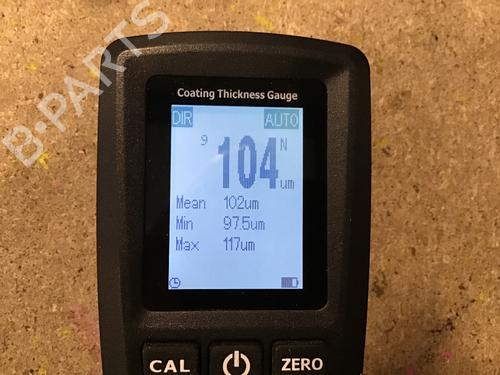 B-PARTS
Coating Thickness Gauge
DIR AUTO
9 104 N um
Mean 102um
Min 97.5um
Max 117um
CAL ZERO